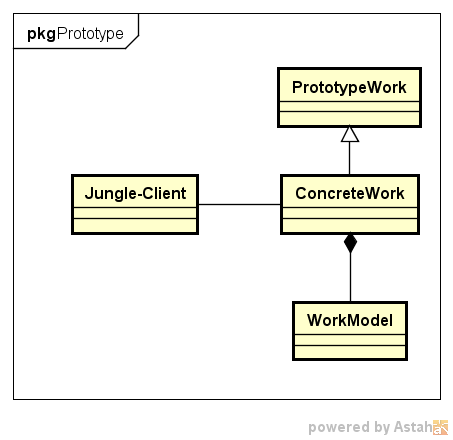 pkgPrototype
PrototypeWork
Jungle-Client
ConcreteWork
WorkModel
powered by Astah